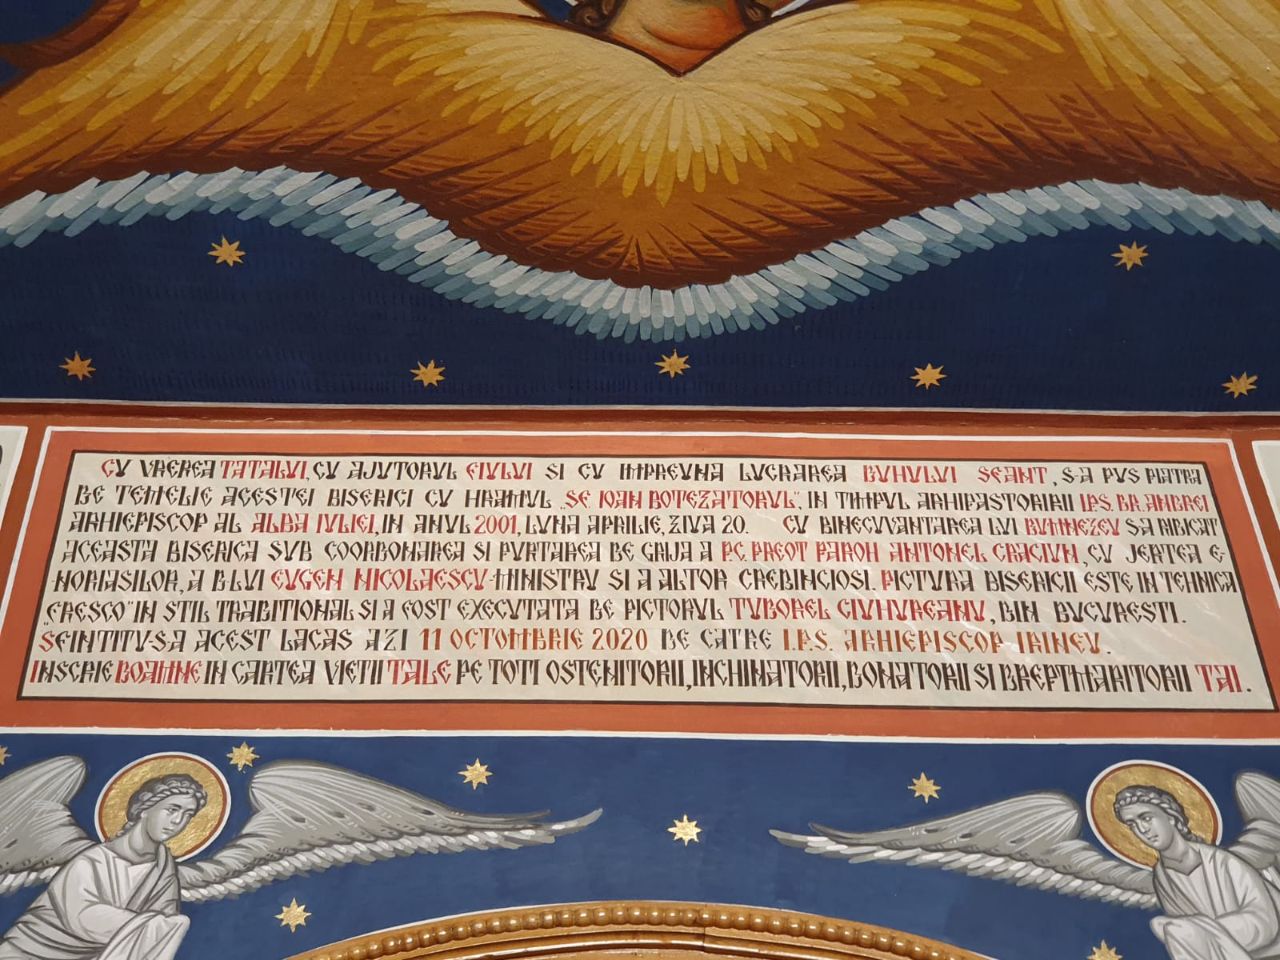 CU VREREA TATALUI, CU AJUTORUL FIULUI SI CU IMPREUNA LUCRAREA DUHULUI SFANT, S A PUS PIATRA
DE TEMELIE ACESTEI BISERICI CU HRAMUL „SF IOAN BOTEZATORUL" IN TIMPUL ARHIPASTORIRII I.P.S. DR. ANDREI
ARHIEPISCOP AL ALBA IULIEI, IN ANUL 2001, LUNA APRILIE, ZIUA 20. CU BINECUVANTAREA LUI DUMNEZEU SA RIDICAT
ACEASTA BISERICA SUB COORDONAREA SI PURTAREA DE GRIJA A P.C. PREOT PAROH ANTONEL CRACIUN, CU JERTFA E
NORIASILOR, A D LUI EUGEN NICOLAESCU MINISTRU SI A ALTOR CREDINCIOSI. PICTURA BISERICII ESTE IN TEHNICA
„FRESCO" IN STIL TRADITIONAL SI A FOST EXECUTATA DE PICTORUL TUDOREL CIUMUREANU, DIN BUCURESTI.
SFINTITU S A ACEST LACAS AZI 11 OCTOMBRIE 2020 DE CATRE I.P.S. ARHIEPISCOP IRINEU.
INSCRIE DOAMNE IN CARTEA VIETII TALE PE TOTI OSTENITORII, INCHINATORII, DONATORII SI DREPTMARITORII TAI.